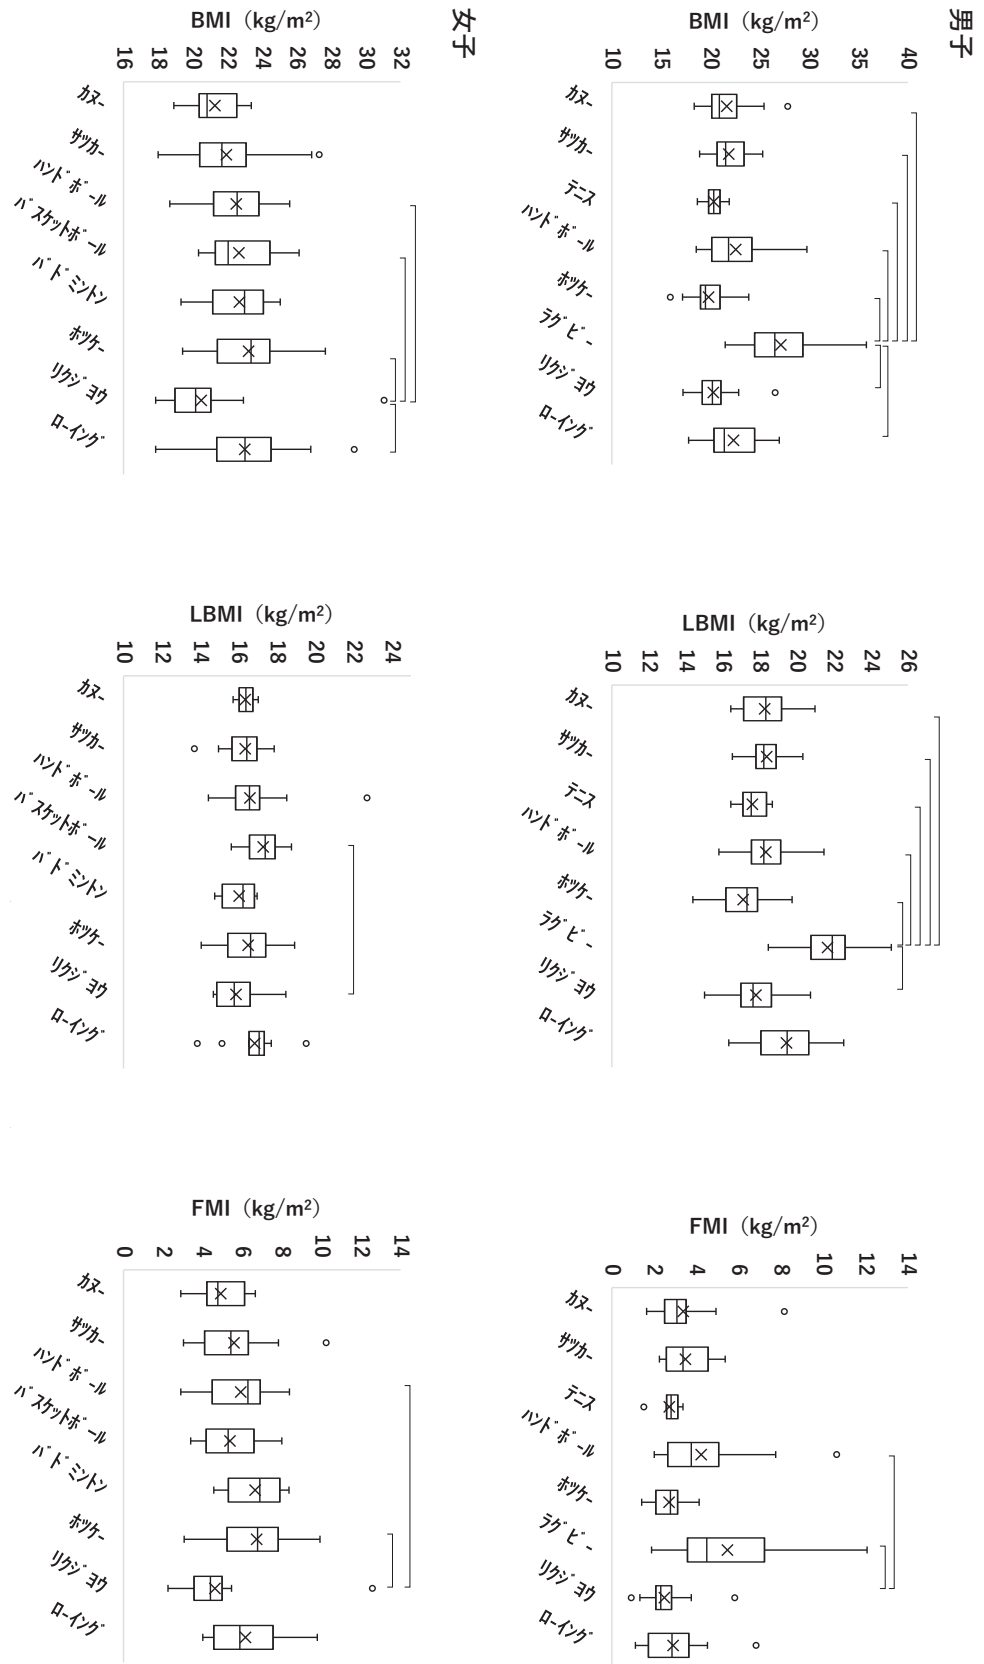 男子
BMI（kg/m²）
40
35
30
25
20
15
10
カヌー
サッカー
テニス
ハンドボール
ホッケー
ラグビー
リクジョウ
ローイング
LBMI（kg/m²）
26
24
22
20
18
16
14
12
10
カヌー
サッカー
テニス
ハンドボール
ホッケー
ラグビー
リクジョウ
ローイング
FMI（kg/m²）
14
12
10
8
6
4
2
0
カヌー
サッカー
テニス
ハンドボール
ホッケー
ラグビー
リクジョウ
ローイング
女子
BMI（kg/m²）
32
30
28
26
24
22
20
18
16
カヌー
サッカー
ハンドボール
バスケットボール
バドミントン
ホッケー
リクジョウ
ローイング
LBMI（kg/m²）
24
22
20
18
16
14
12
10
カヌー
サッカー
ハンドボール
バスケットボール
バドミントン
ホッケー
リクジョウ
ローイング
FMI（kg/m²）
14
12
10
8
6
4
2
0
カヌー
サッカー
ハンドボール
バスケットボール
バドミントン
ホッケー
リクジョウ
ローイング